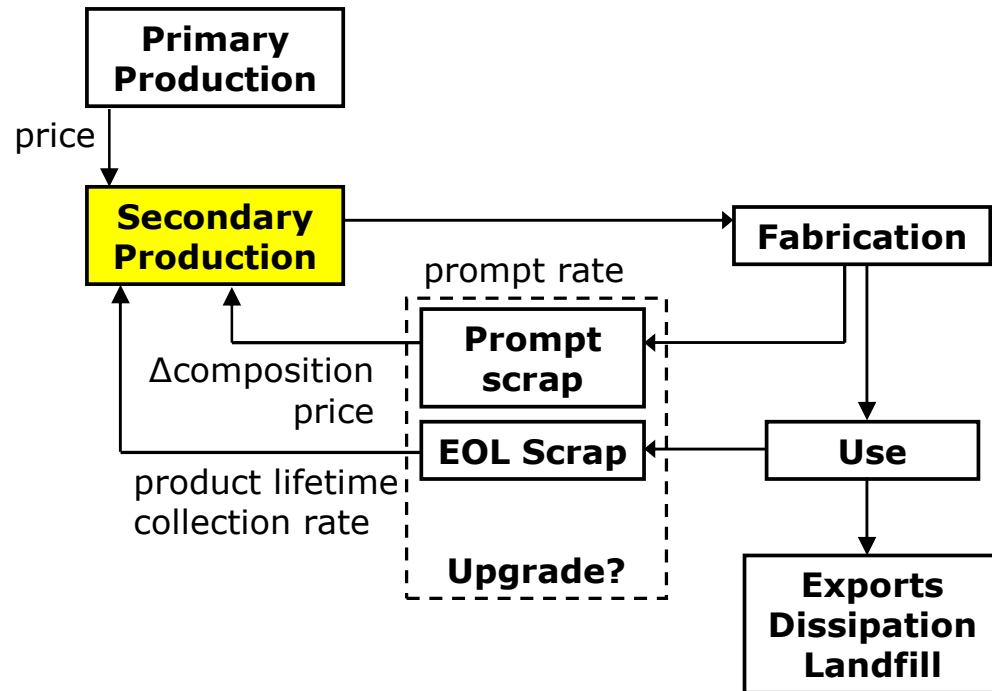 Primary
Production
price
Secondary
Production
Fabrication
prompt rate
Prompt
scrap
Δcomposition
price
EOL Scrap
Use
product lifetime
collection rate
Upgrade?
Exports
Dissipation
Landfill